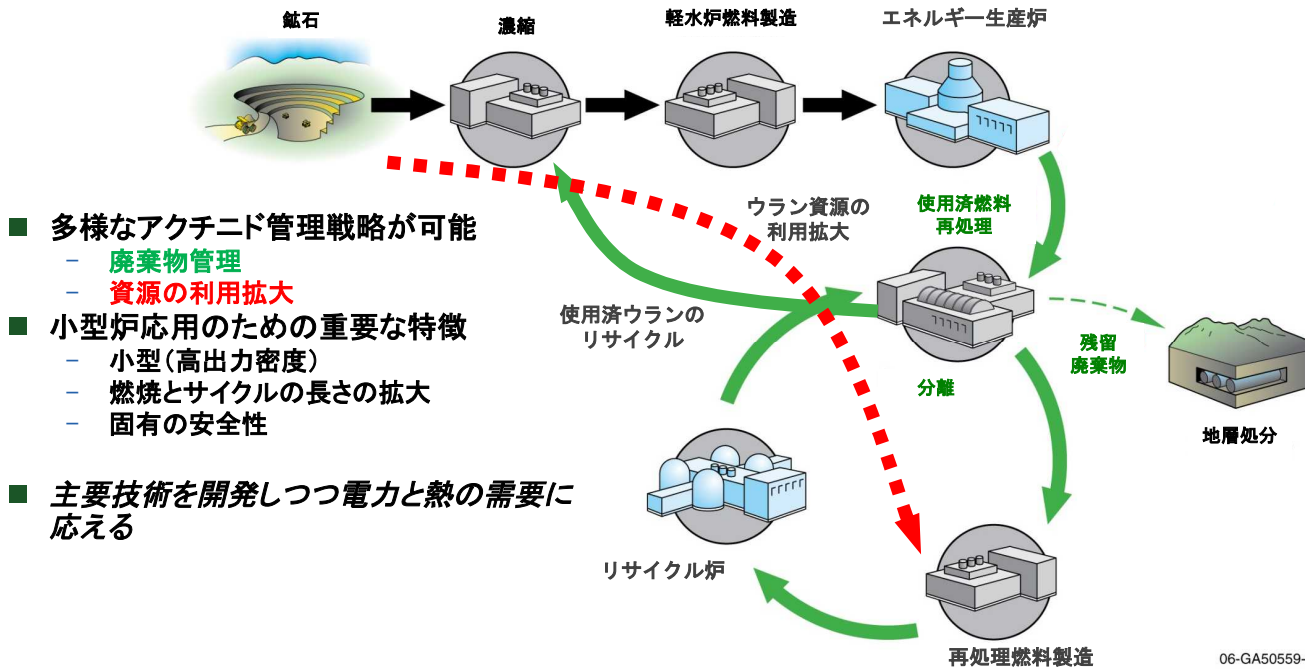 鉱石
濃縮
軽水炉燃料製造
エネルギー生産炉
■ 多様なアクチニド管理戦略が可能
– 廃棄物管理
– 資源の利用拡大
■ 小型炉応用のための重要な特徴
– 小型(高出力密度)
– 燃焼とサイクルの長さの拡大
– 固有の安全性
■ 主要技術を開発しつつ電力と熱の需要に
応える
ウラン資源の
利用拡大
使用済燃料
再処理
使用済ウランの
リサイクル
分離
残留
廃棄物
地層処分
リサイクル炉
再処理燃料製造
06-GA50559-